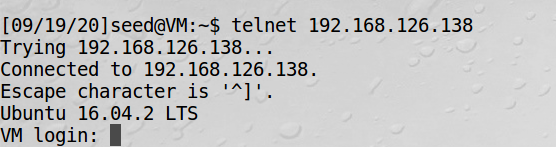 [09/19/20]seed@VM:~$ telnet 192.168.126.138
Trying 192.168.126.138...
Connected to 192.168.126.138.
Escape character is '^]'.
Ubuntu 16.04.2 LTS
VM login: